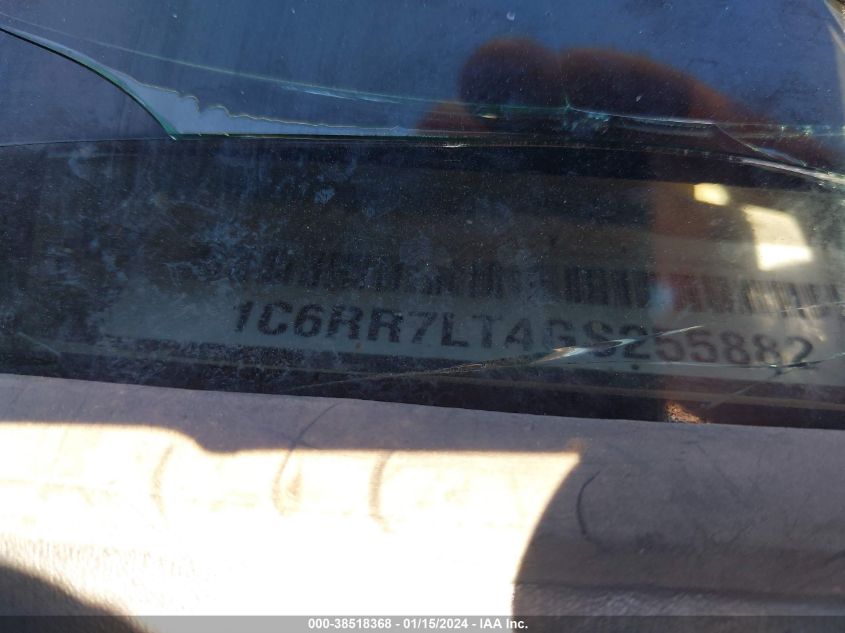 1C6RR7LT4GS255882
000-38518368 - 01/15/2024 - IAA Inc.